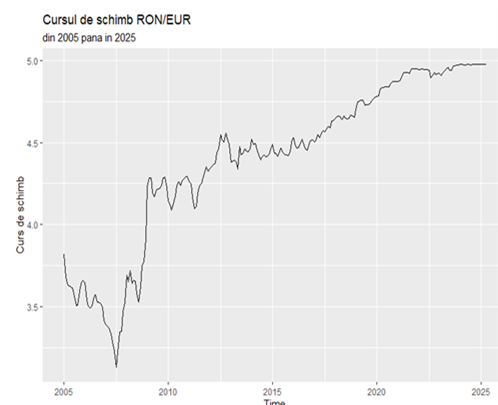 Cursul de schimb RON/EUR
din 2005 pana in 2025
Curs de schimb
5.0
4.5
4.0
3.5
2005 2010 2015 2020 2025
Time